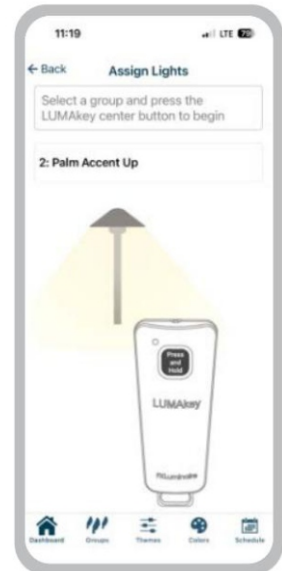 11:19
LTE 79
← Back
Assign Lights
Select a group and press the
LUMAkey center button to begin
2: Palm Accent Up
Press
and
Hold
LUMAkey
Dashboard
Groups
Themes
Colors
Schedule